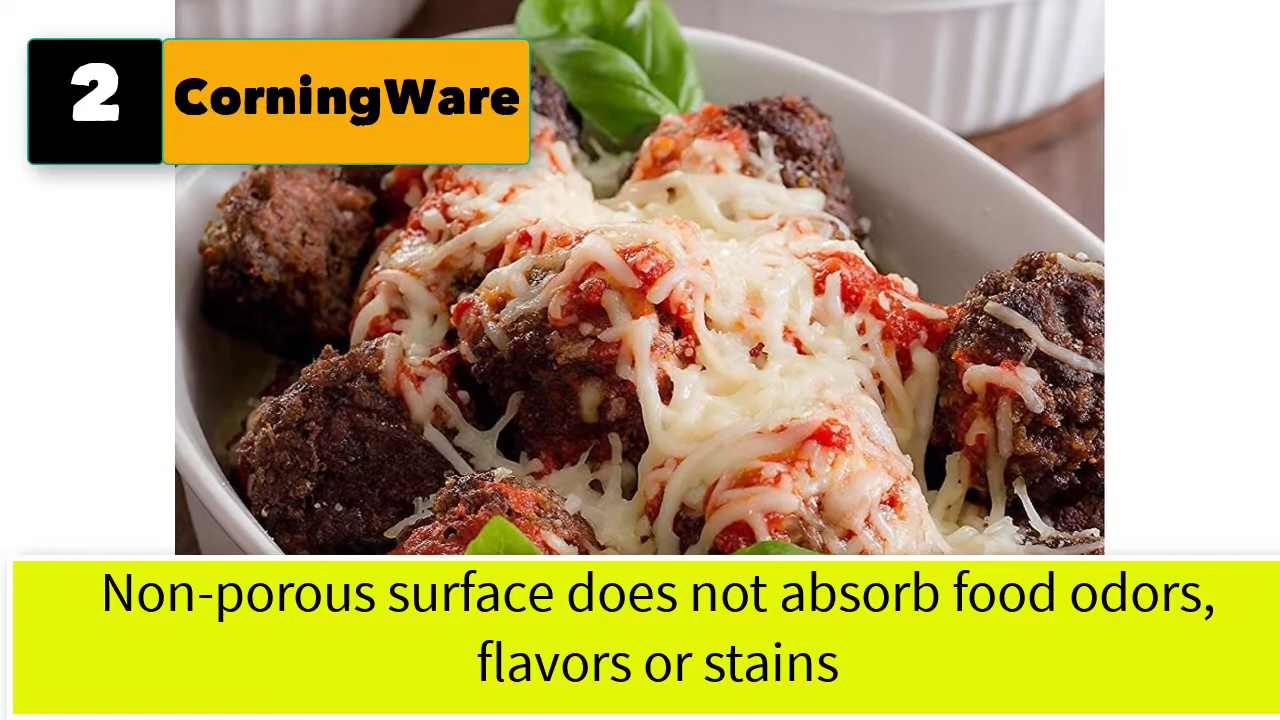 2
CorningWare
Non-porous surface does not absorb food odors,
flavors or stains